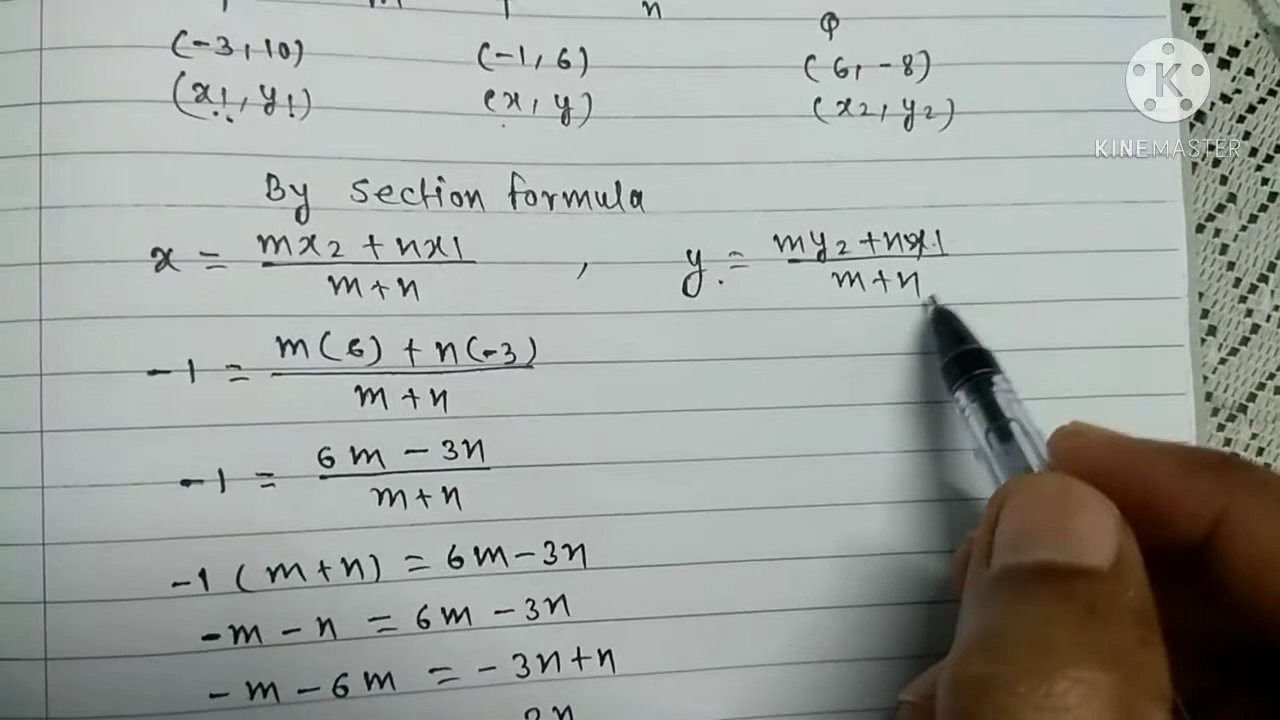 n
φ
(-3,10) (-1,6) (6,-8)
(x1,y1) (x,y) (x2,y2)
K
KINEMASTER
By section formula
x = mx2 + nx1 / m+n , y = my2 + nx1 / m+n
-1 = m(6) + n(-3) / m+n
-1 = 6m - 3n / m+n
-1 (m+n) = 6m-3n
-m - n = 6m - 3n
-m - 6m = -3n+n